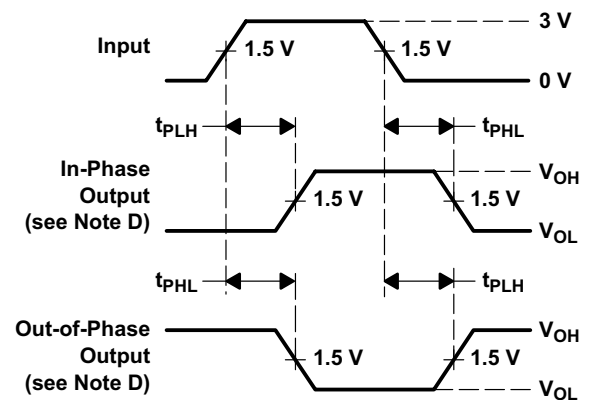 3 V
Input
1.5 V
1.5 V
0 V
tPLH
tPHL
In-Phase
Output
(see Note D)
VOH
1.5 V
1.5 V
VOL
tPHL
tPLH
Out-of-Phase
Output
(see Note D)
VOH
1.5 V
1.5 V
VOL